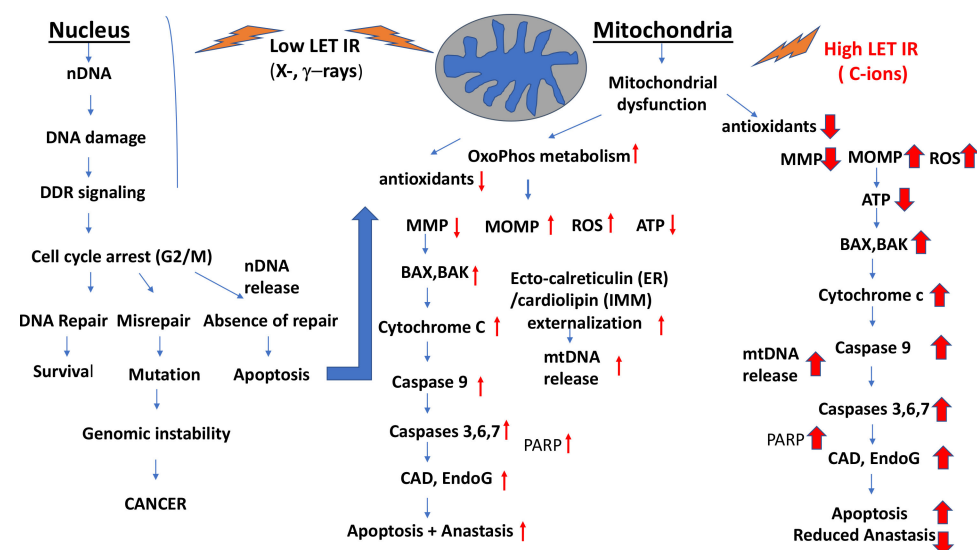 Nucleus
nDNA
DNA damage
DDR signaling
Cell cycle arrest (G2/M)
nDNA
release
DNA Repair
Misrepair
Absence of repair
Survival
Mutation
Apoptosis
Genomic instability
CANCER
Low LET IR
(X-, γ–rays)
Mitochondria
Mitochondrial
dysfunction
OxoPhos metabolism
antioxidants
MMP
MOMP
ROS
ATP
BAX,BAK
Ecto-calreticulin (ER)
/cardiolipin (IMM)
externalization
Cytochrome C
mtDNA
release
Caspase 9
Caspases 3,6,7
PARP
CAD, EndoG
Apoptosis + Anastasis
High LET IR
( C-ions)
antioxidants
MMP
MOMP
ROS
ATP
BAX,BAK
Cytochrome c
Caspase 9
mtDNA
release
Caspases 3,6,7
PARP
CAD, EndoG
Apoptosis
Reduced Anastasis